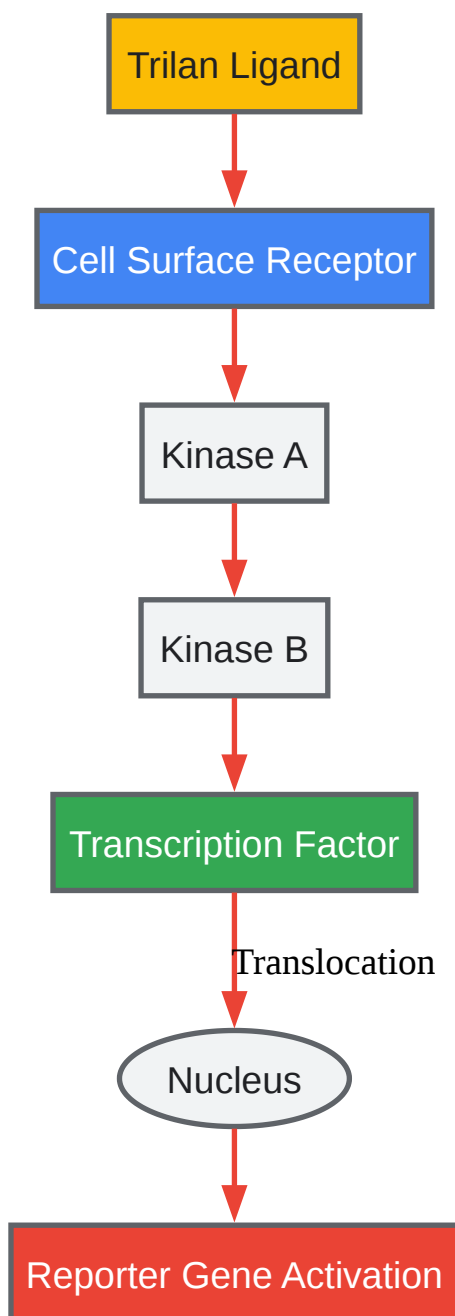 Trilan Ligand
Cell Surface Receptor
Kinase A
Kinase B
Transcription Factor
Translocation
Nucleus
Reporter Gene Activation